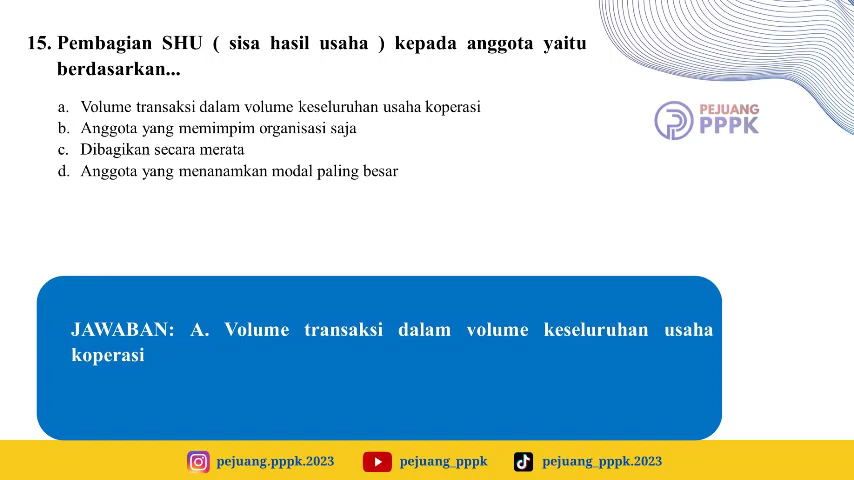 15. Pembagian SHU ( sisa hasil usaha ) kepada anggota yaitu
berdasarkan...
a. Volume transaksi dalam volume keseluruhan usaha koperasi
b. Anggota yang memimpim organisasi saja
c. Dibagikan secara merata
d. Anggota yang menanamkan modal paling besar
PEJUANG
PPPK
JAWABAN: A. Volume transaksi dalam volume keseluruhan usaha
koperasi
pejuang.pppk.2023 pejuang_pppk pejuang_pppk.2023